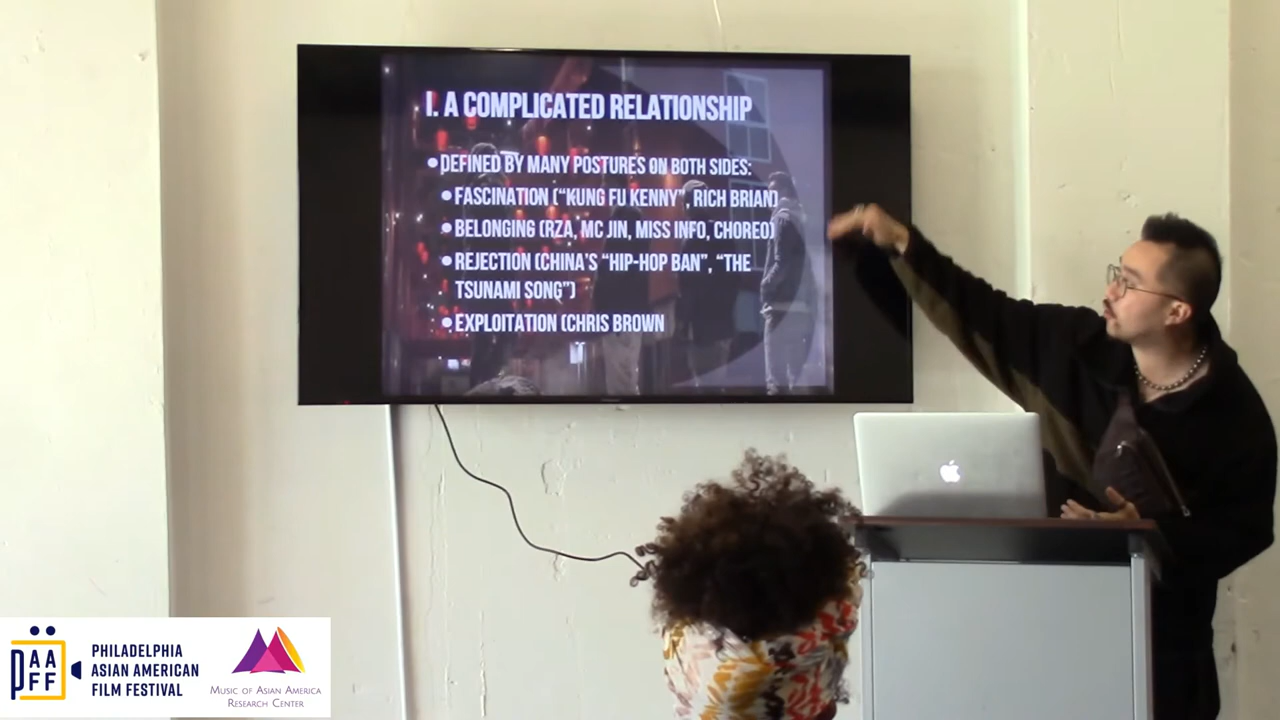 I. A COMPLICATED RELATIONSHIP
• DEFINED BY MANY POSTURES ON BOTH SIDES:
• FASCINATION ("KUNG FU KENNY", RICH BRIAN)
• BELONGING (RZA, MC JIN, MISS INFO, CHOREO)
• REJECTION (CHINA'S "HIP-HOP BAN", "THE
TSUNAMI SONG")
• EXPLOITATION (CHRIS BROWN
PAAFF
PHILADELPHIA
ASIAN AMERICAN
FILM FESTIVAL
MUSIC OF ASIAN AMERICA
RESEARCH CENTER